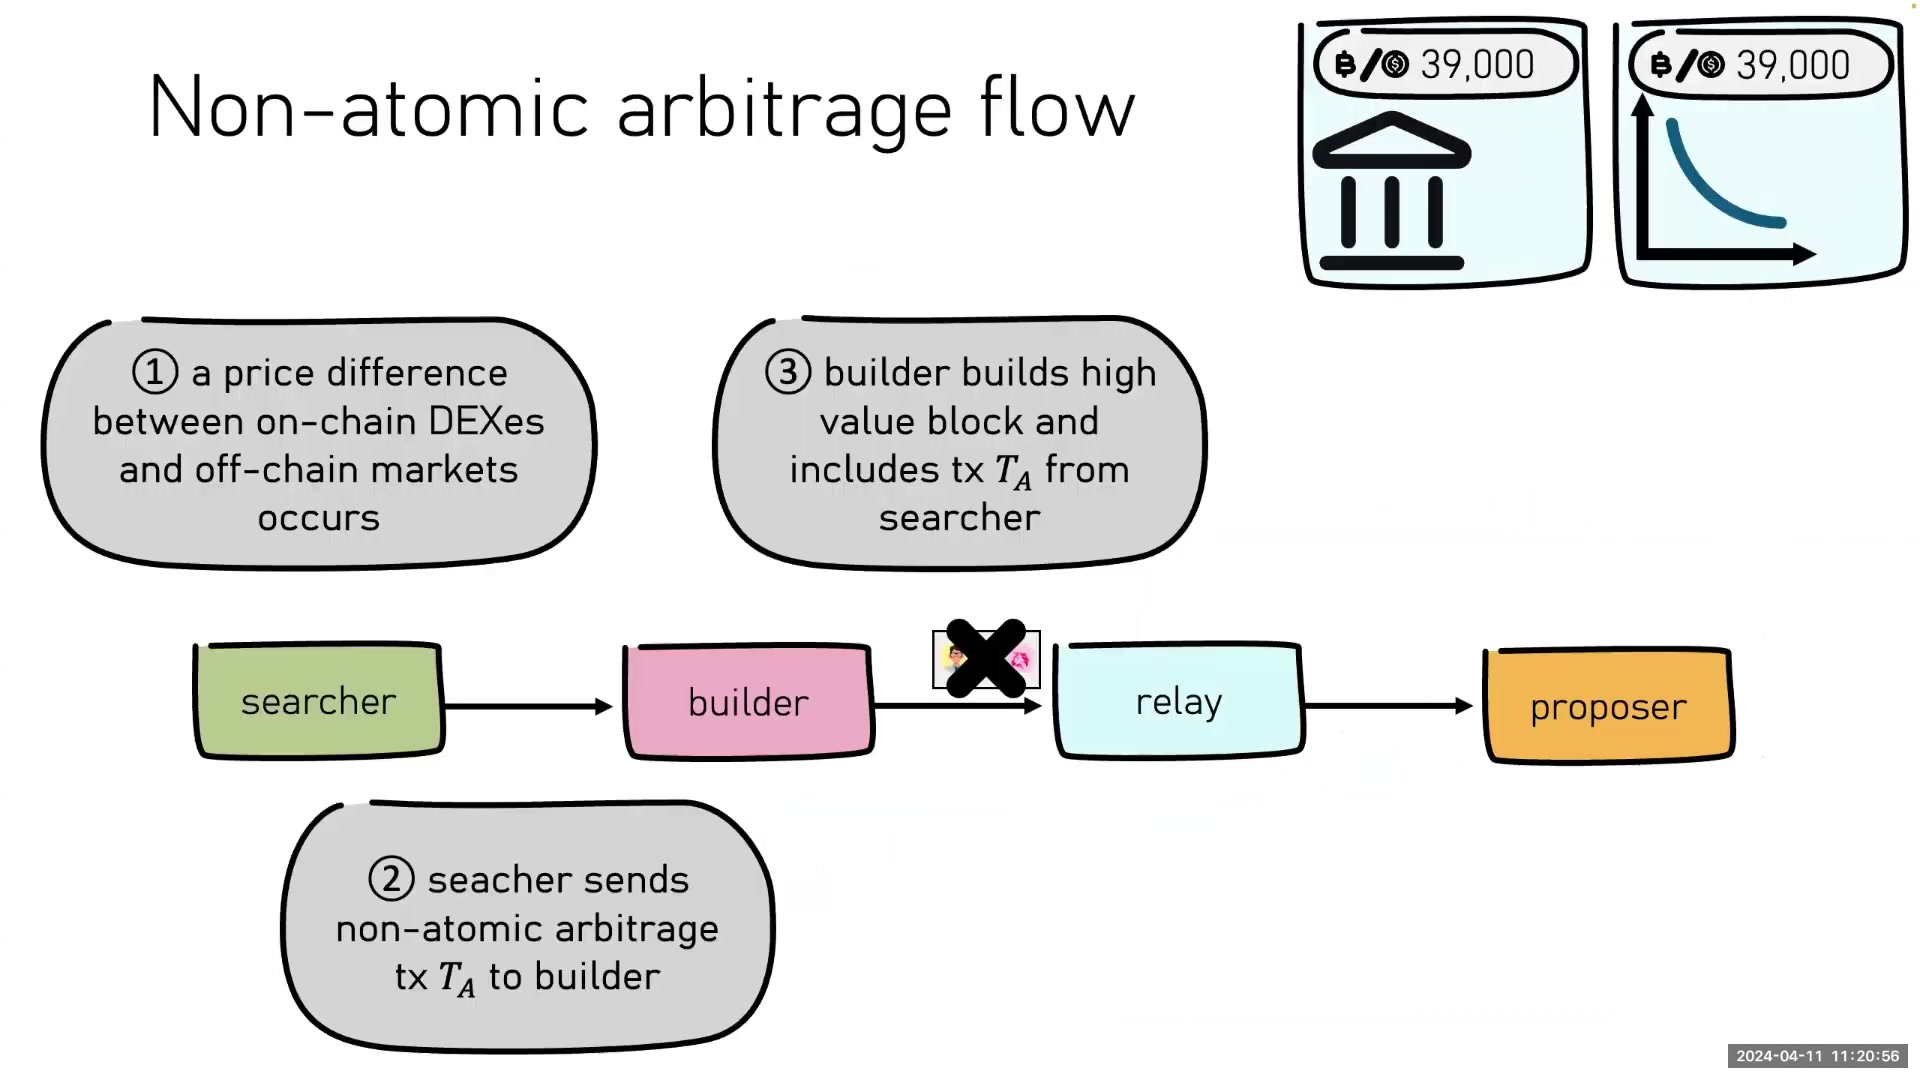 Non-atomic arbitrage flow
₿/$ 39,000
₿/$ 39,000
① a price difference
between on-chain DEXes
and off-chain markets
occurs
③ builder builds high
value block and
includes tx T_A from
searcher
searcher
builder
relay
proposer
② seacher sends
non-atomic arbitrage
tx T_A to builder
2024-04-11 11:20:56